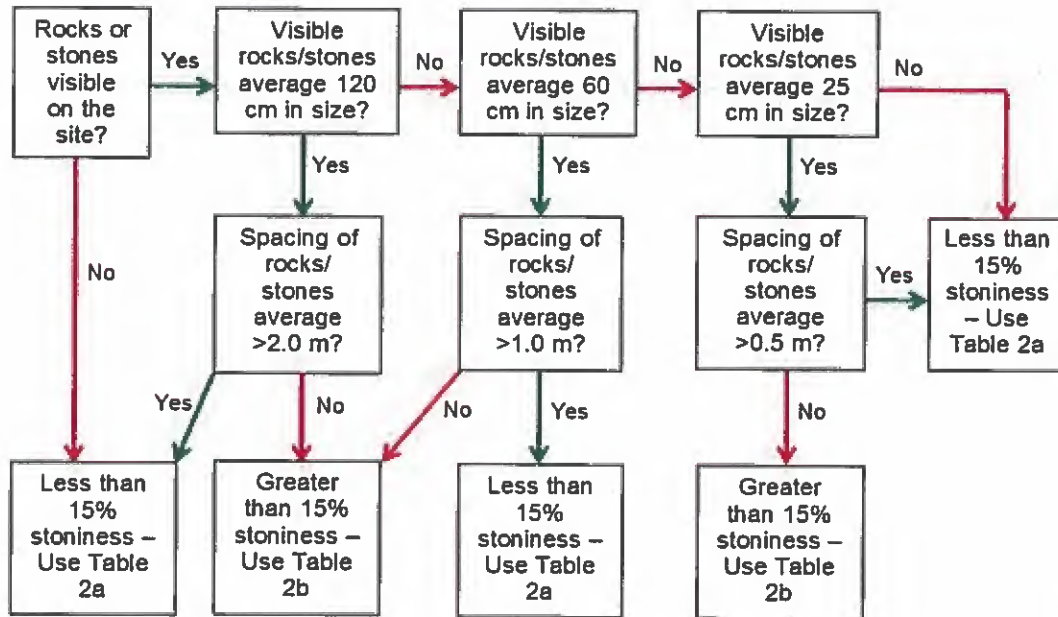 Rocks or
stones
visible
on the
site?
Yes
Visible
rocks/stones
average 120
cm in size?
No
Visible
rocks/stones
average 60
cm in size?
No
Visible
rocks/stones
average 25
cm in size?
No
Yes
Yes
Yes
No
Spacing of
rocks/
stones
average
>2.0 m?
Spacing of
rocks/
stones
average
>1.0 m?
Spacing of
rocks/
stones
average
>0.5 m?
Yes
Less than
15%
stoniness
– Use
Table 2a
Yes
No
No
Yes
No
Less than
15%
stoniness –
Use Table
2a
Greater
than 15%
stoniness –
Use Table
2b
Less than
15%
stoniness –
Use Table
2a
Greater
than 15%
stoniness –
Use Table
2b